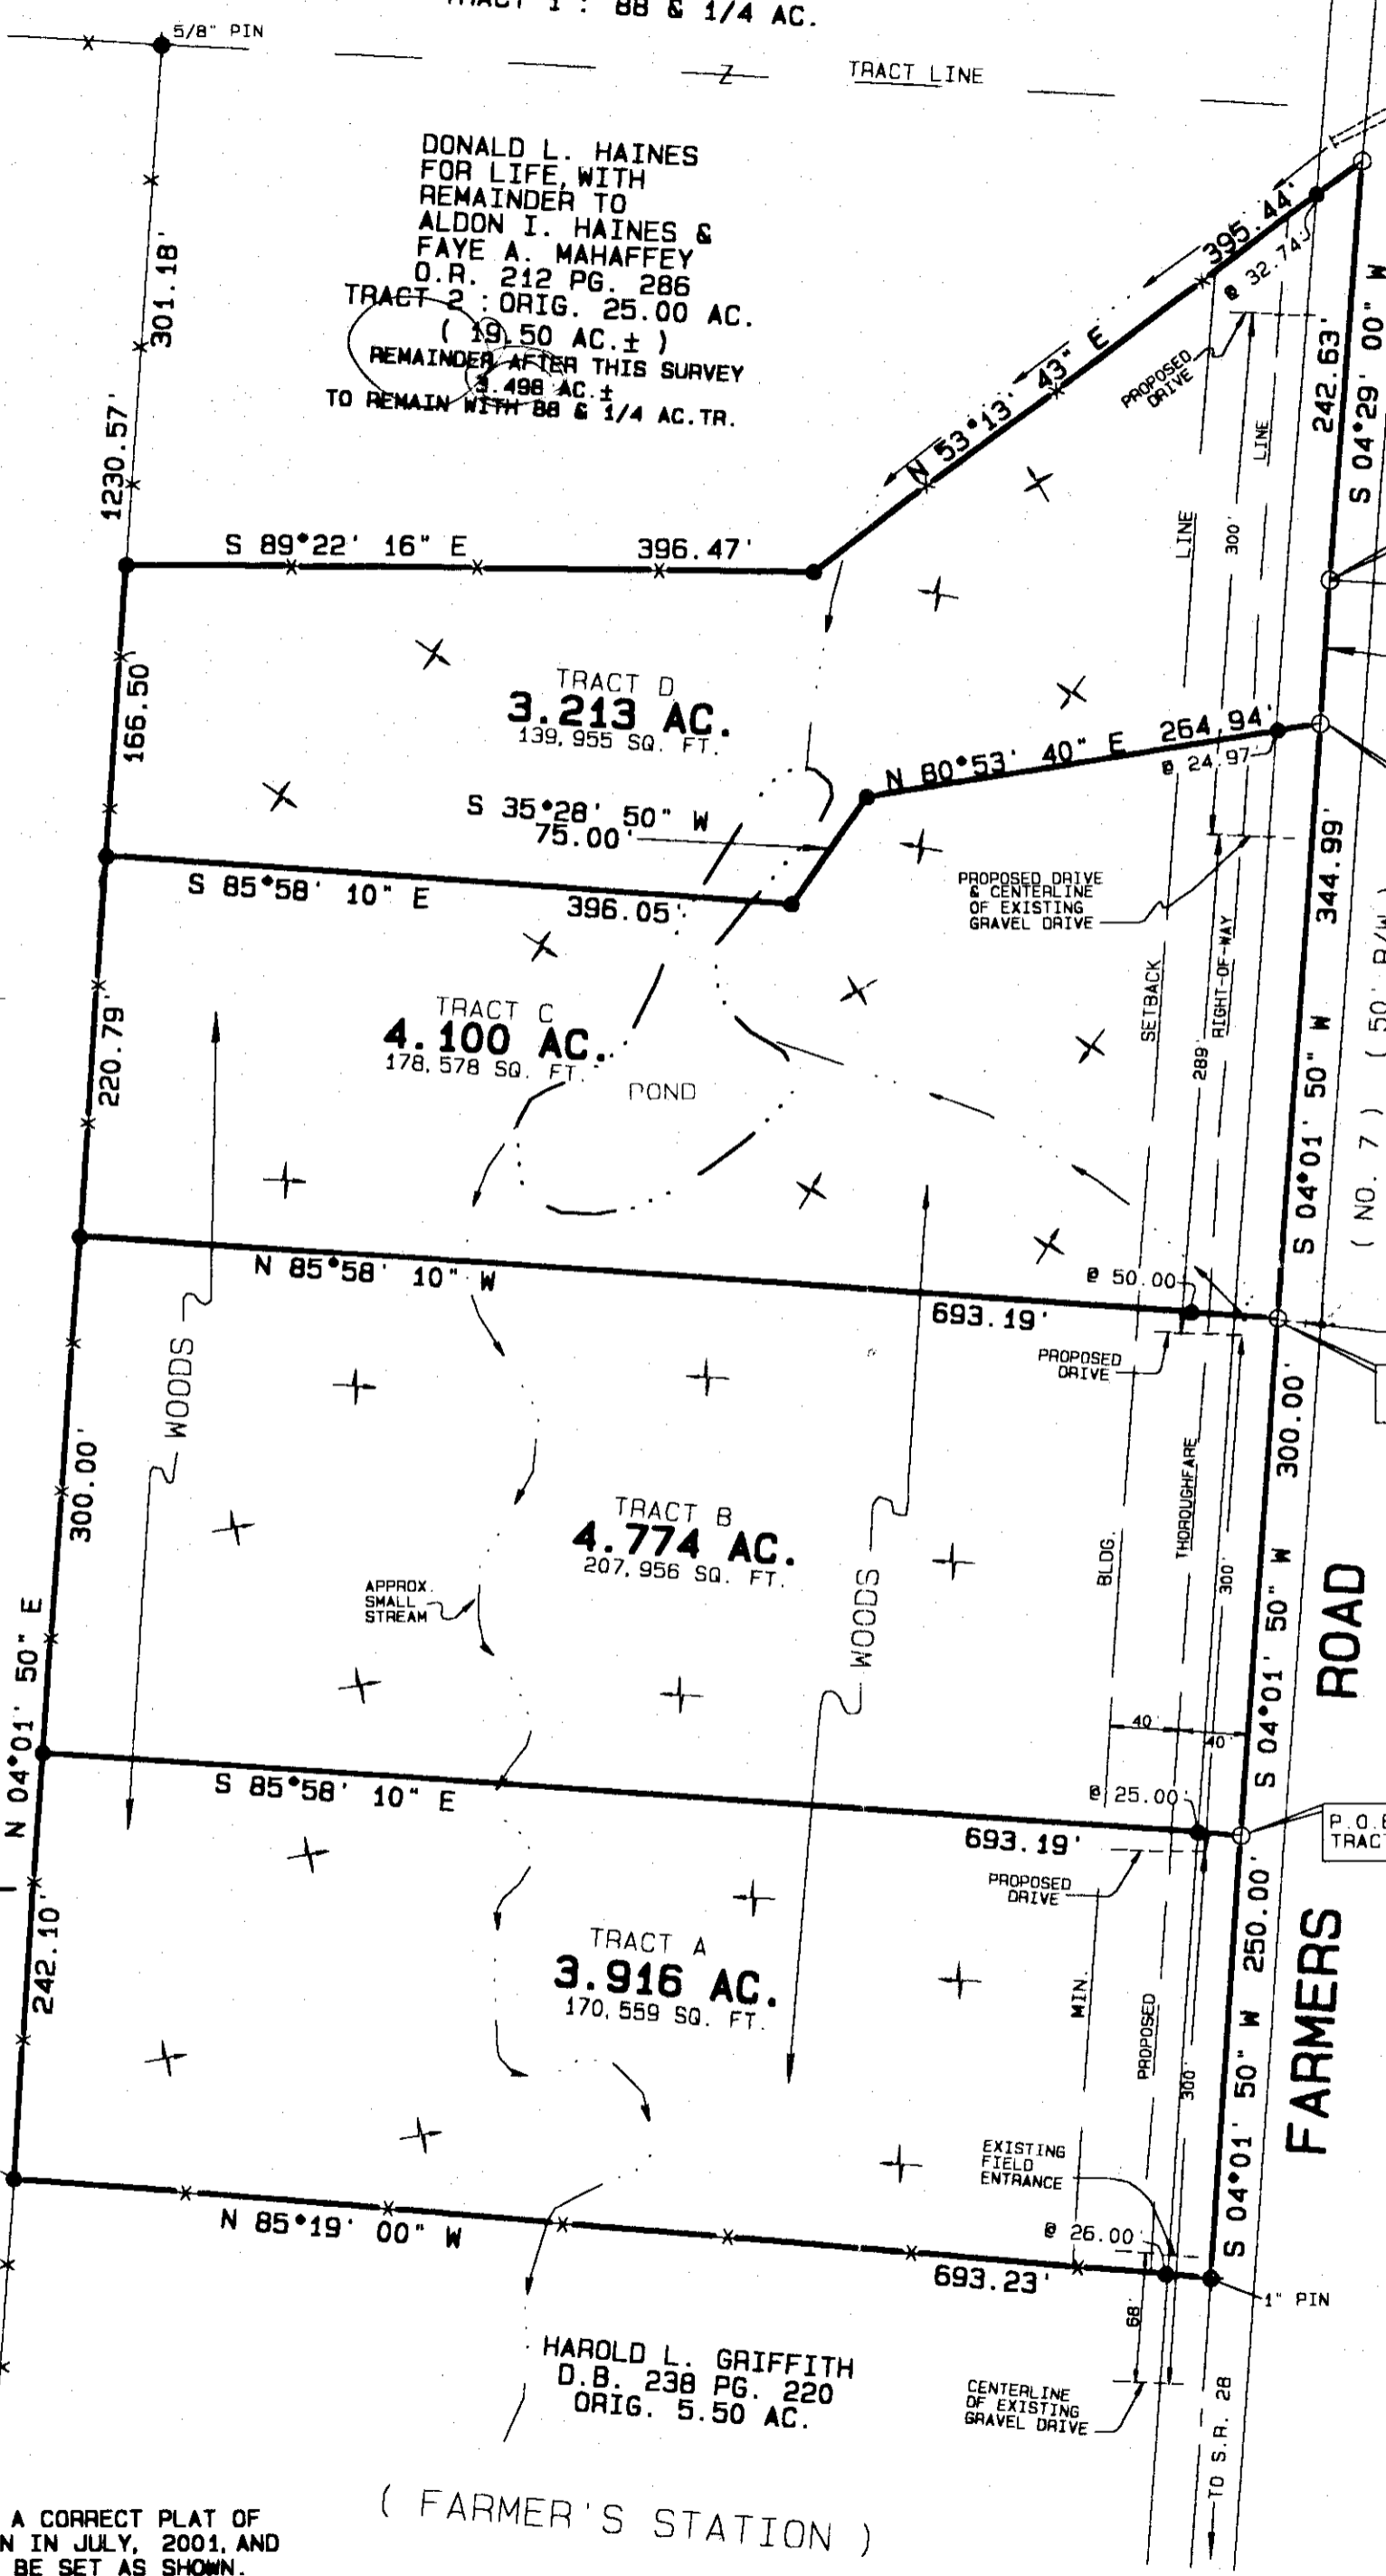 TRACT 1 : 88 & 1/4 AC.
5/8" PIN
TRACT LINE
DONALD L. HAINES
FOR LIFE, WITH
REMAINDER TO
ALDON I. HAINES &
FAYE A. MAHAFFEY
O.R. 212 PG. 286
TRACT 2 : ORIG. 25.00 AC.
( 19.50 AC.± )
REMAINDER AFTER THIS SURVEY
3.498 AC.±
TO REMAIN WITH 88 & 1/4 AC.TR.
301.18'
1230.57'
395.44'
@ 32.74'
N 53°13' 43" E
PROPOSED
DRIVE
242.63'
S 04°29' 00" W
LINE
300'
LINE
S 89°22' 16" E 396.47'
166.50'
TRACT D
3.213 AC.
139,955 SQ. FT.
N 80°53' 40" E 264.94'
@ 24.97'
S 35°28' 50" W
75.00'
S 85°58' 10" E
396.05'
PROPOSED DRIVE
& CENTERLINE
OF EXISTING
GRAVEL DRIVE
344.99'
RIGHT-OF-WAY
SETBACK
289'
S 04°01' 50" W
( NO. 7 ) ( 50' R/W )
220.79'
TRACT C
4.100 AC.
178,578 SQ. FT.
POND
N 85°58' 10" W
693.19'
@ 50.00'
PROPOSED
DRIVE
WOODS
300.00'
300.00'
TRACT B
4.774 AC.
207,956 SQ. FT.
APPROX.
SMALL
STREAM
WOODS
BLDG.
THOROUGHFARE
300'
S 04°01' 50" W
ROAD
40'
40'
N 04°01' 50" E
S 85°58' 10" E
693.19'
@ 25.00'
P.O.B
TRACT
PROPOSED
DRIVE
242.10'
TRACT A
3.916 AC.
170,559 SQ. FT.
MIN.
PROPOSED
300'
250.00'
S 04°01' 50" W
FARMERS
EXISTING
FIELD
ENTRANCE
N 85°19' 00" W
693.23'
@ 26.00'
1" PIN
68'
HAROLD L. GRIFFITH
D.B. 238 PG. 220
ORIG. 5.50 AC.
CENTERLINE
OF EXISTING
GRAVEL DRIVE
TO S.R. 28
( FARMER'S STATION )
A CORRECT PLAT OF
N IN JULY, 2001, AND
BE SET AS SHOWN.